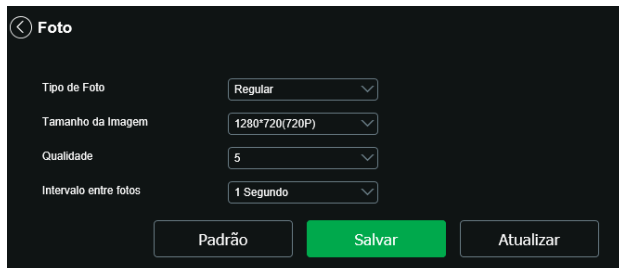 Foto
Tipo de Foto Regular
Tamanho da Imagem 1280*720(720P)
Qualidade 5
Intervalo entre fotos 1 Segundo
Padrão Salvar Atualizar